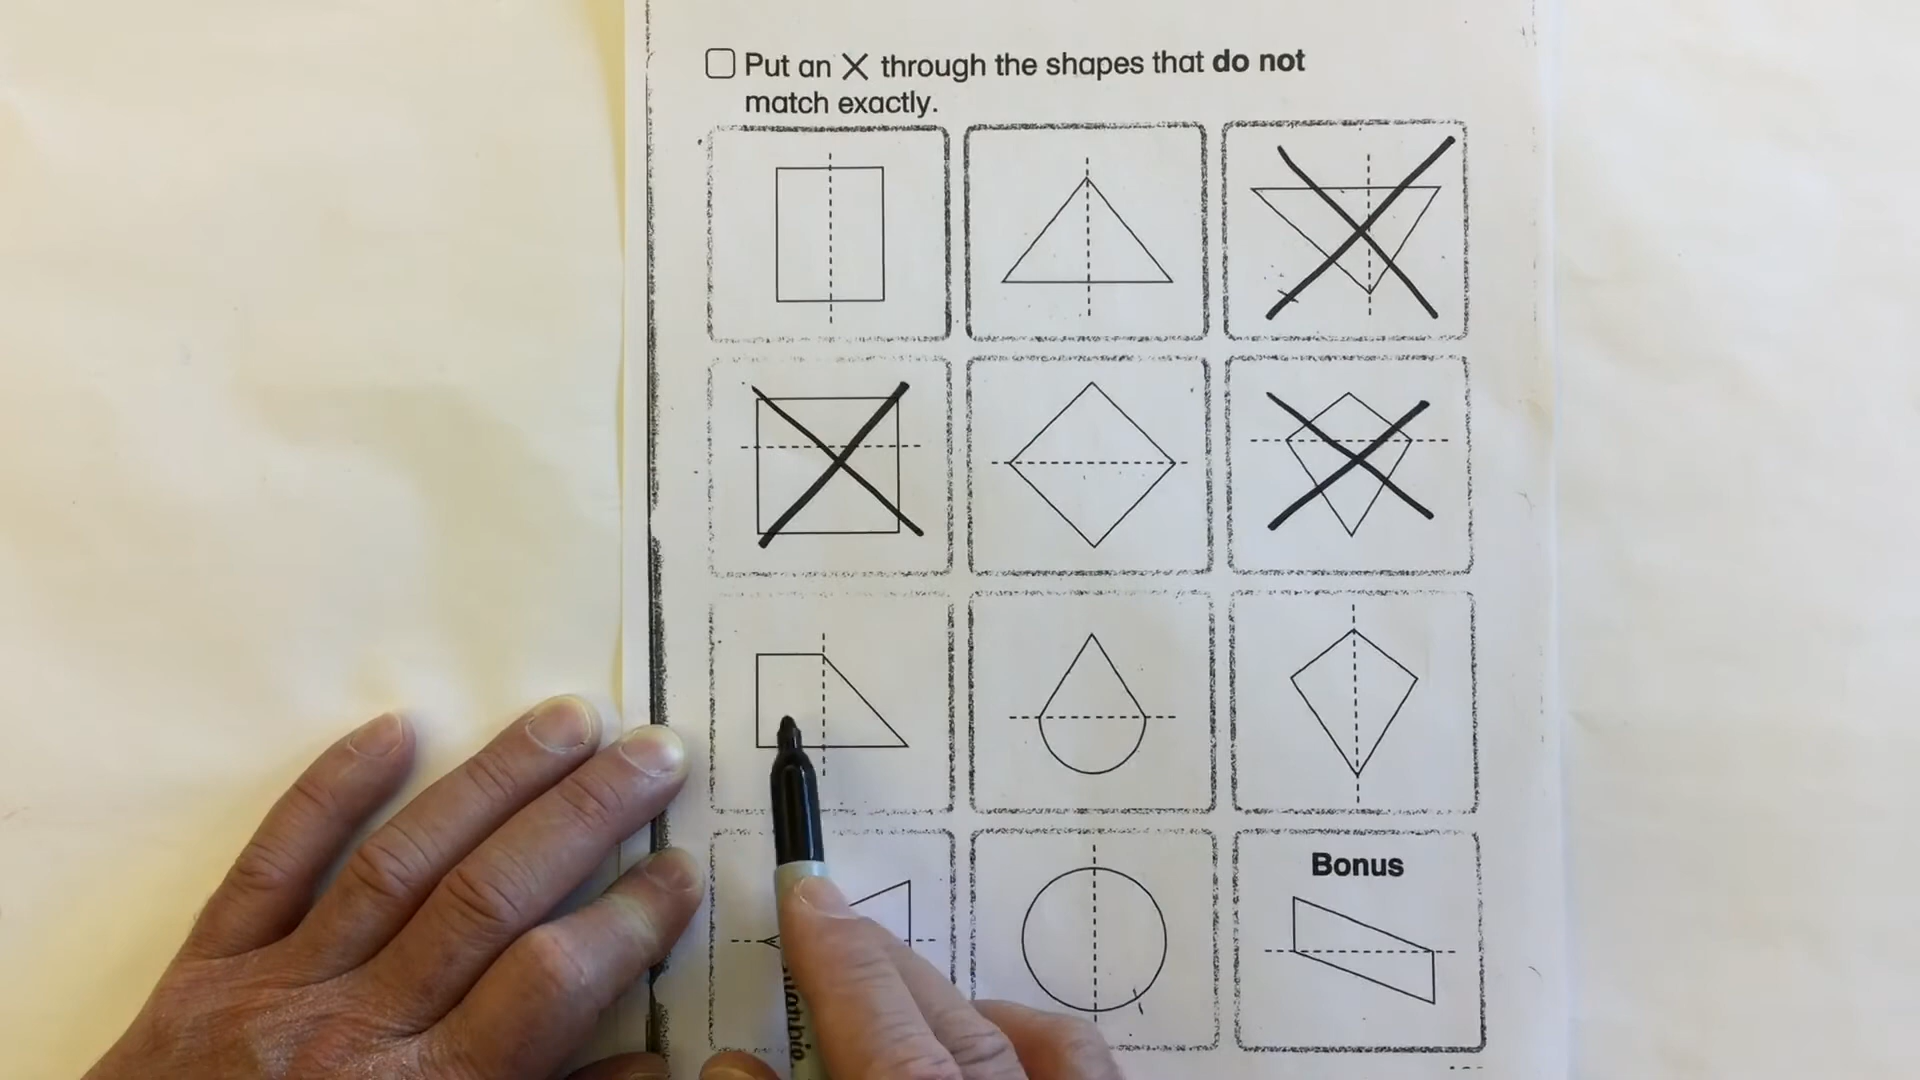 Put an X through the shapes that do not
match exactly.
Bonus